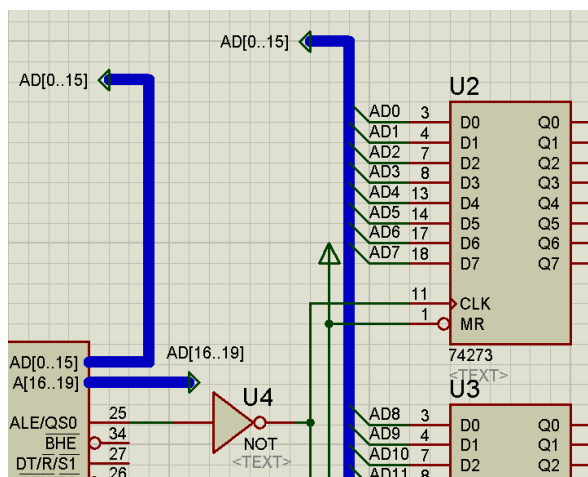 AD[0..15]
AD[0..15]
U2
AD0 3 D0 Q0
AD1 4 D1 Q1
AD2 7 D2 Q2
AD3 8 D3 Q3
AD4 13 D4 Q4
AD5 14 D5 Q5
AD6 17 D6 Q6
AD7 18 D7 Q7
11 CLK
1 MR
74273
<TEXT>
AD[16..19]
AD[0..15]
A[16..19]
U4
U3
ALE/QS0 25
NOT
<TEXT>
BHE 34
DT/R/S1 27
26
AD8 3 D0 Q0
AD9 4 D1 Q1
AD10 7 D2 Q2
AD11 8